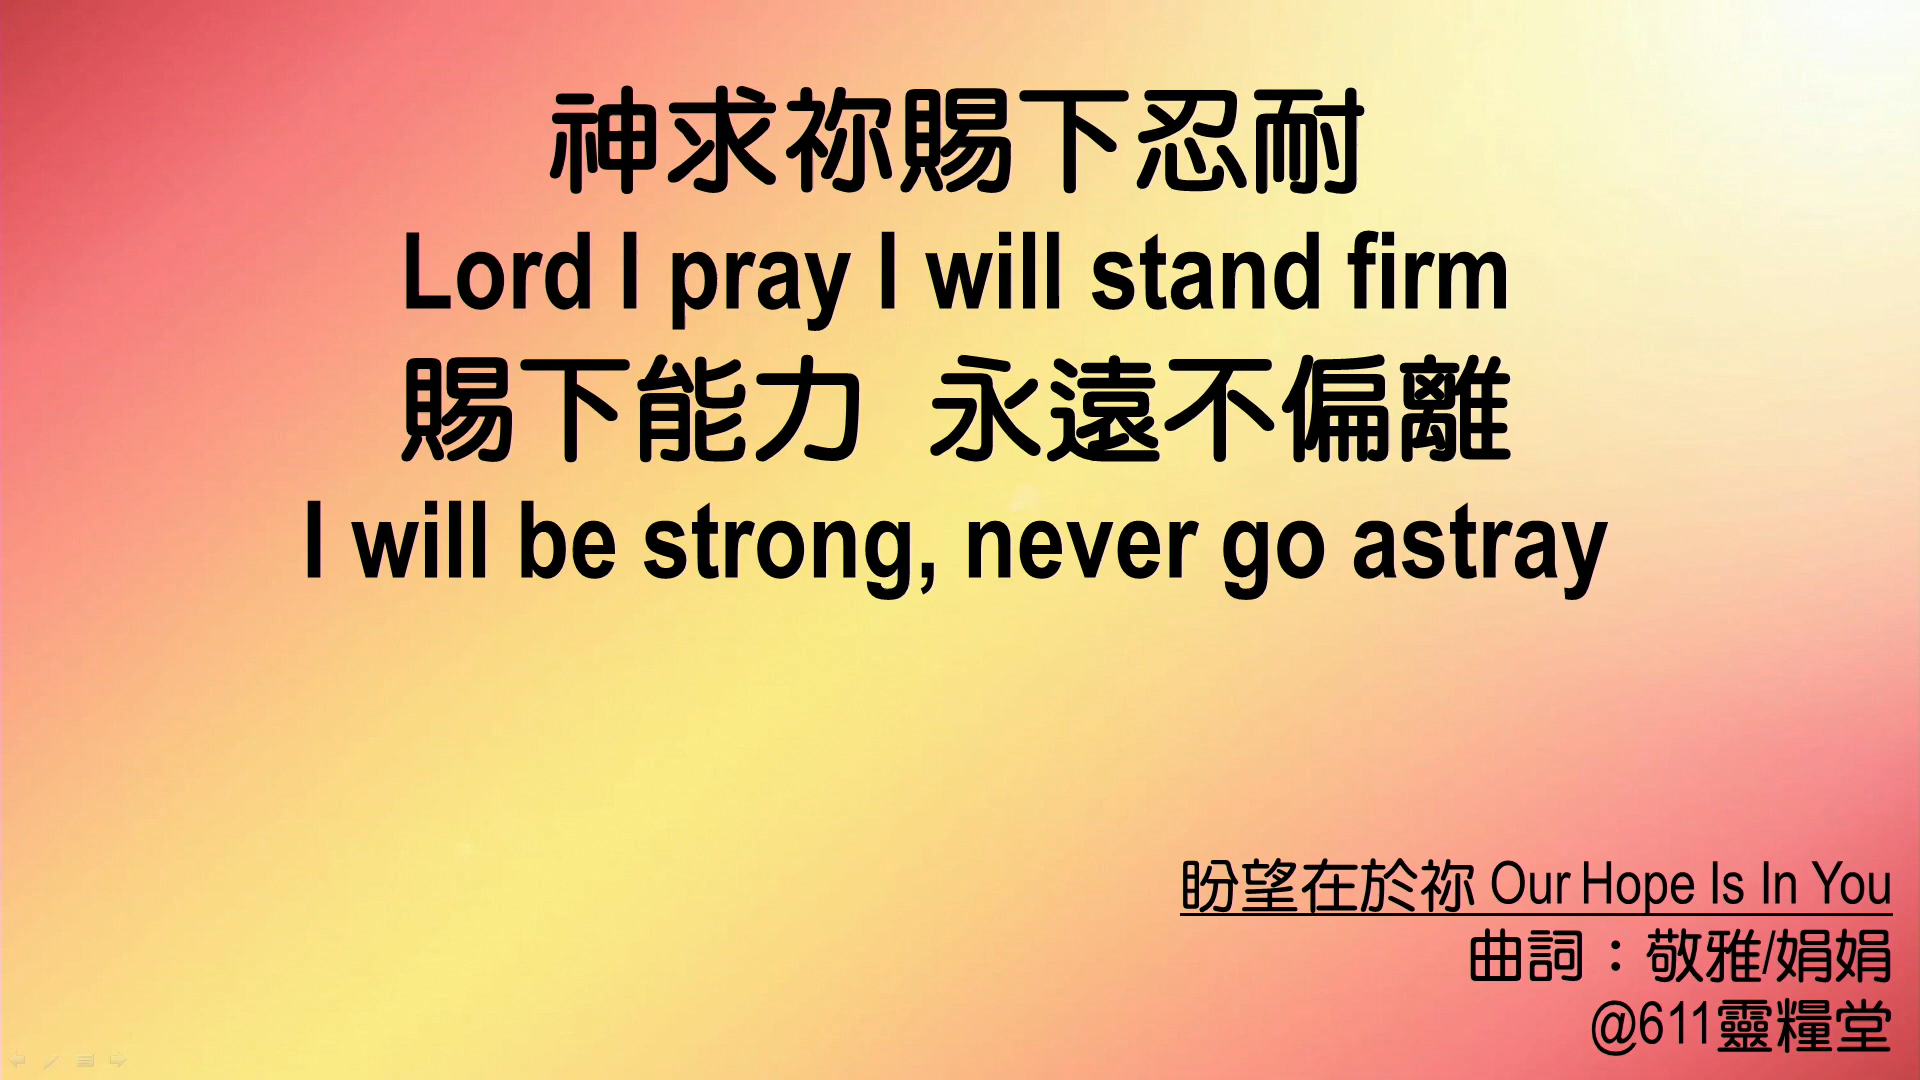 神求祢賜下忍耐
Lord I pray I will stand firm
賜下能力 永遠不偏離
I will be strong, never go astray
盼望在於祢 Our Hope Is In You
曲詞：敬雅/娟娟
@611靈糧堂